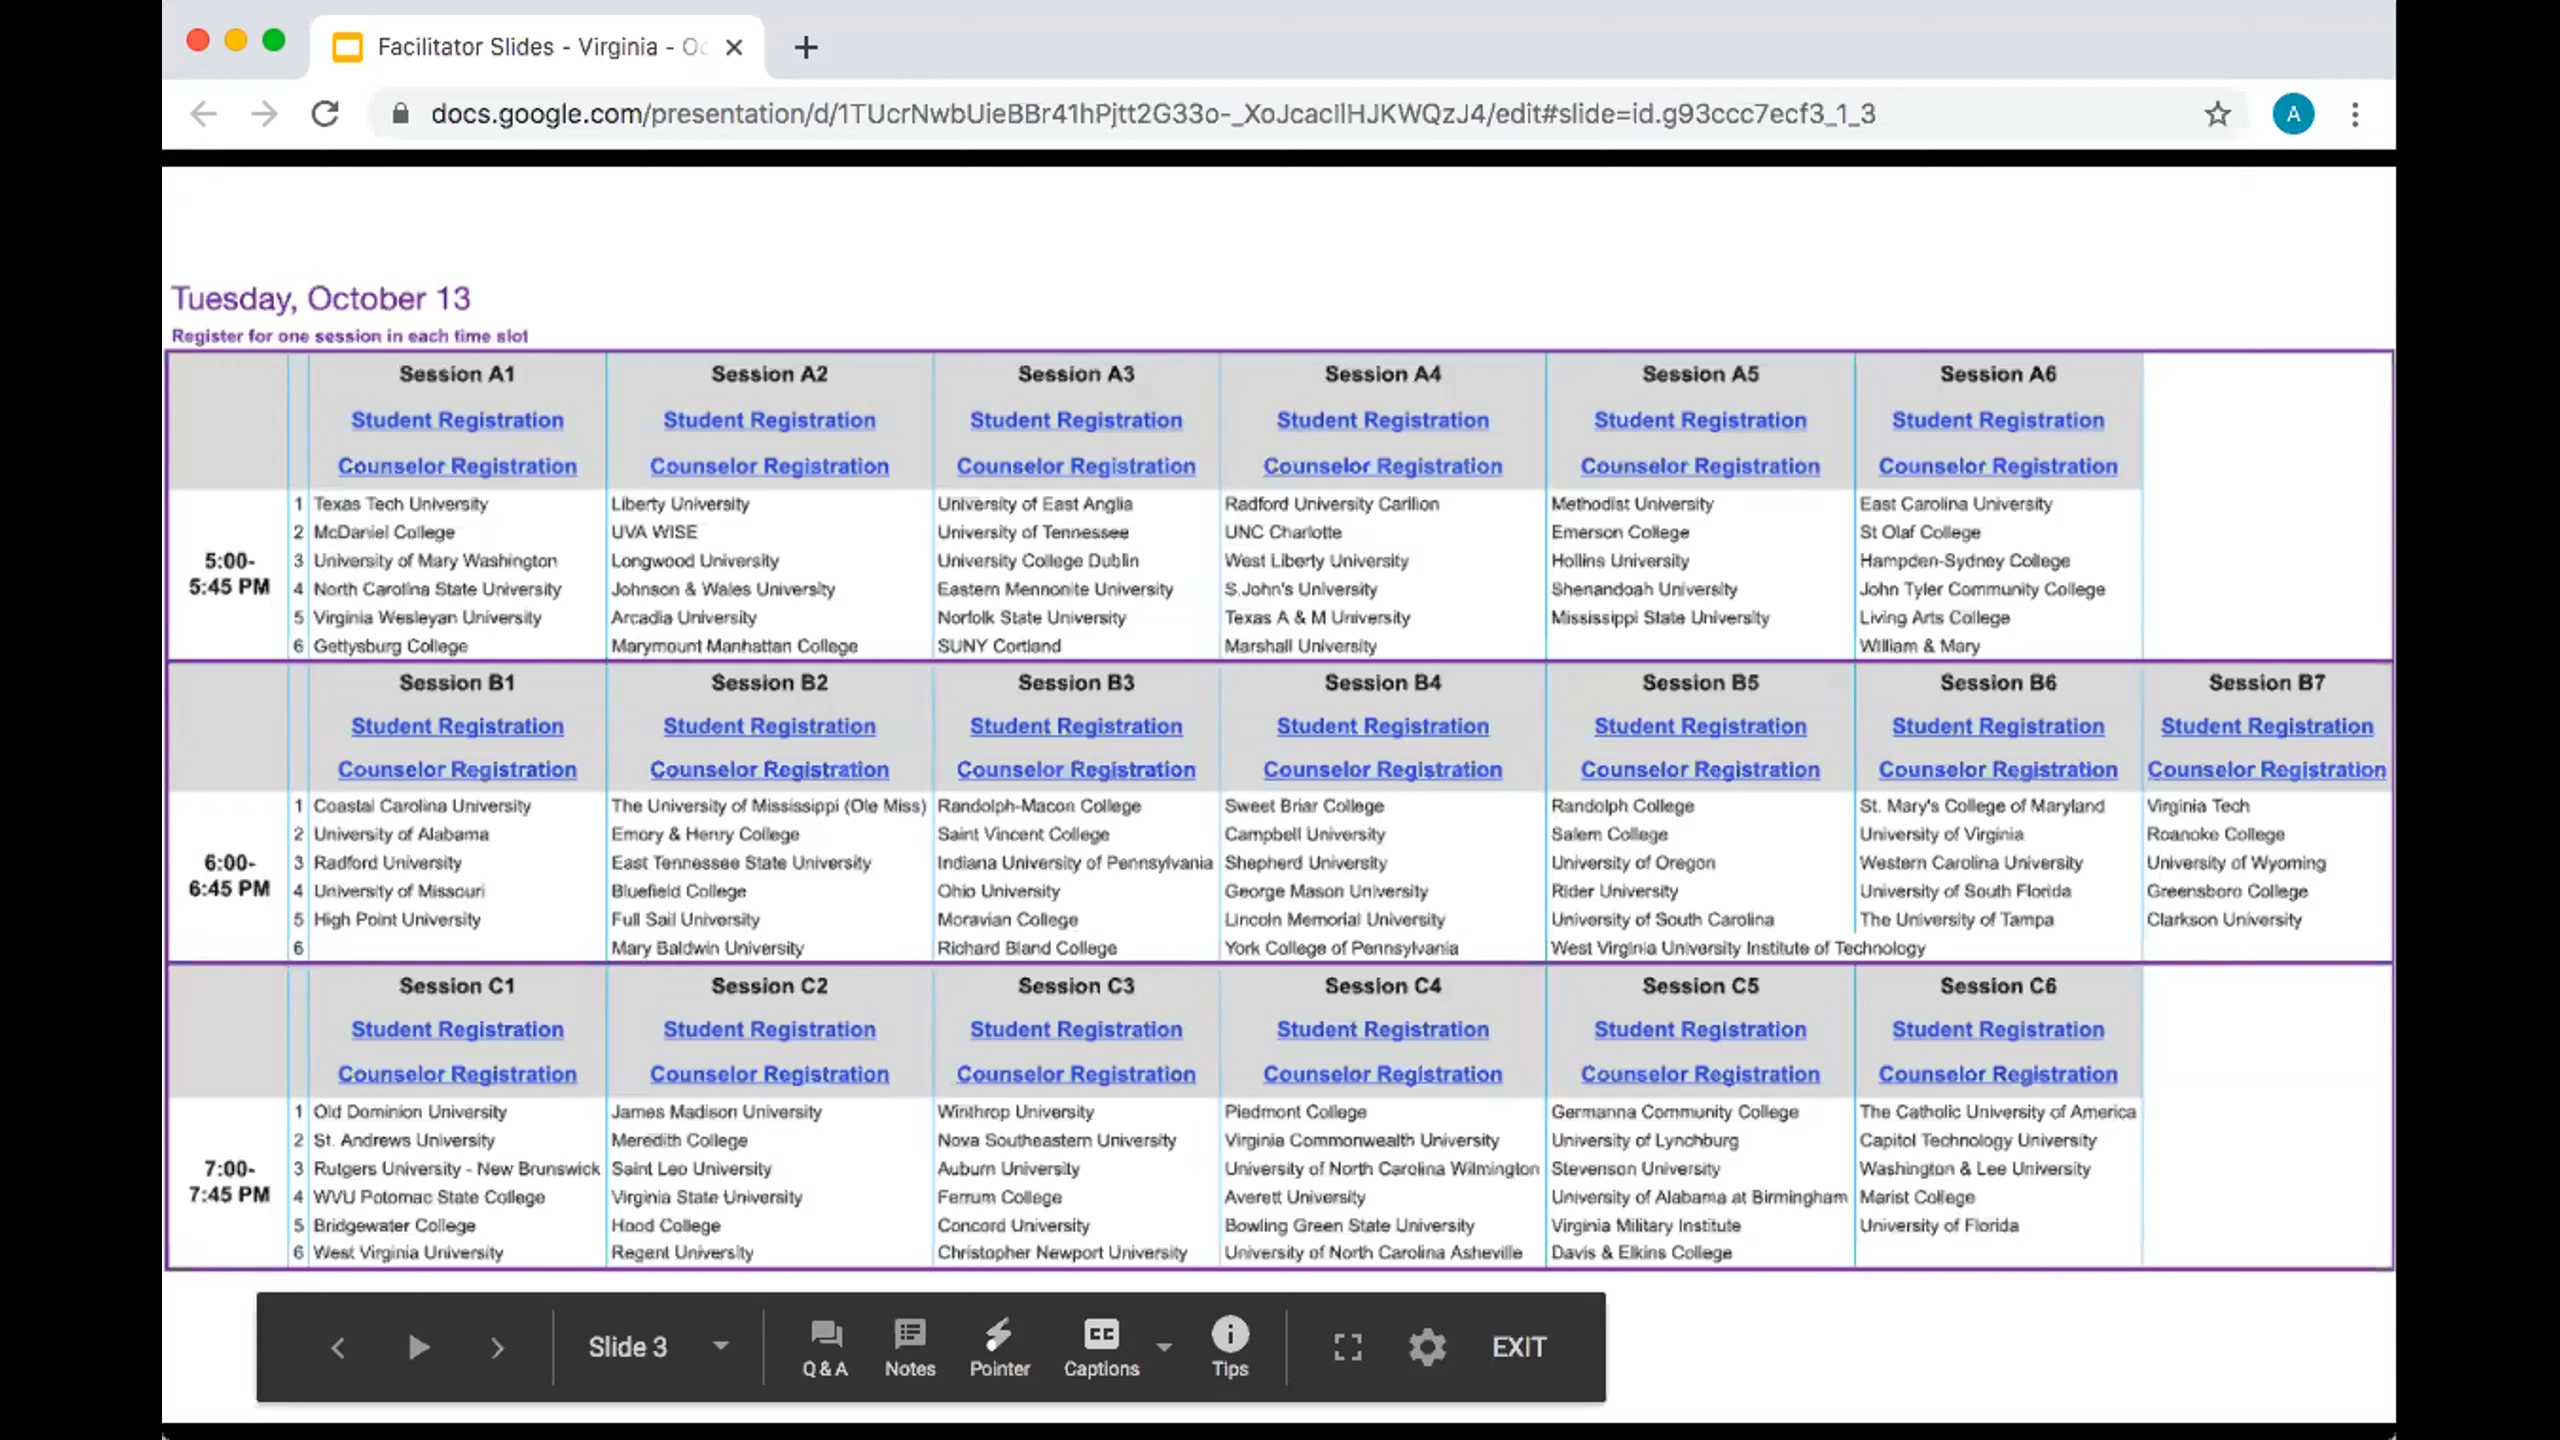 Facilitator Slides - Virginia - Oc
docs.google.com/presentation/d/1TUcrNwbUieBBr41hPjtt2G33o-_XoJcacIlHJKWQzJ4/edit#slide=id.g93ccc7ecf3_1_3
A
Tuesday, October 13
Register for one session in each time slot
Session A1 Session A2 Session A3 Session A4 Session A5 Session A6
Student Registration Student Registration Student Registration Student Registration Student Registration Student Registration
Counselor Registration Counselor Registration Counselor Registration Counselor Registration Counselor Registration Counselor Registration
5:00-
5:45 PM
1 Texas Tech University Liberty University University of East Anglia Radford University Carilion Methodist University East Carolina University
2 McDaniel College UVA WISE University of Tennessee UNC Charlotte Emerson College St Olaf College
3 University of Mary Washington Longwood University University College Dublin West Liberty University Hollins University Hampden-Sydney College
4 North Carolina State University Johnson & Wales University Eastern Mennonite University S.John's University Shenandoah University John Tyler Community College
5 Virginia Wesleyan University Arcadia University Norfolk State University Texas A & M University Mississippi State University Living Arts College
6 Gettysburg College Marymount Manhattan College SUNY Cortland Marshall University William & Mary
Session B1 Session B2 Session B3 Session B4 Session B5 Session B6 Session B7
Student Registration Student Registration Student Registration Student Registration Student Registration Student Registration Student Registration
Counselor Registration Counselor Registration Counselor Registration Counselor Registration Counselor Registration Counselor Registration Counselor Registration
6:00-
6:45 PM
1 Coastal Carolina University The University of Mississippi (Ole Miss) Randolph-Macon College Sweet Briar College Randolph College St. Mary's College of Maryland Virginia Tech
2 University of Alabama Emory & Henry College Saint Vincent College Campbell University Salem College University of Virginia Roanoke College
3 Radford University East Tennessee State University Indiana University of Pennsylvania Shepherd University University of Oregon Western Carolina University University of Wyoming
4 University of Missouri Bluefield College Ohio University George Mason University Rider University University of South Florida Greensboro College
5 High Point University Full Sail University Moravian College Lincoln Memorial University University of South Carolina The University of Tampa Clarkson University
6 Mary Baldwin University Richard Bland College York College of Pennsylvania West Virginia University Institute of Technology
Session C1 Session C2 Session C3 Session C4 Session C5 Session C6
Student Registration Student Registration Student Registration Student Registration Student Registration Student Registration
Counselor Registration Counselor Registration Counselor Registration Counselor Registration Counselor Registration Counselor Registration
7:00-
7:45 PM
1 Old Dominion University James Madison University Winthrop University Piedmont College Germanna Community College The Catholic University of America
2 St. Andrews University Meredith College Nova Southeastern University Virginia Commonwealth University University of Lynchburg Capitol Technology University
3 Rutgers University - New Brunswick Saint Leo University Auburn University University of North Carolina Wilmington Stevenson University Washington & Lee University
4 WVU Potomac State College Virginia State University Ferrum College Averett University University of Alabama at Birmingham Marist College
5 Bridgewater College Hood College Concord University Bowling Green State University Virginia Military Institute University of Florida
6 West Virginia University Regent University Christopher Newport University University of North Carolina Asheville Davis & Elkins College
Slide 3 Q & A Notes Pointer CC Captions Tips EXIT